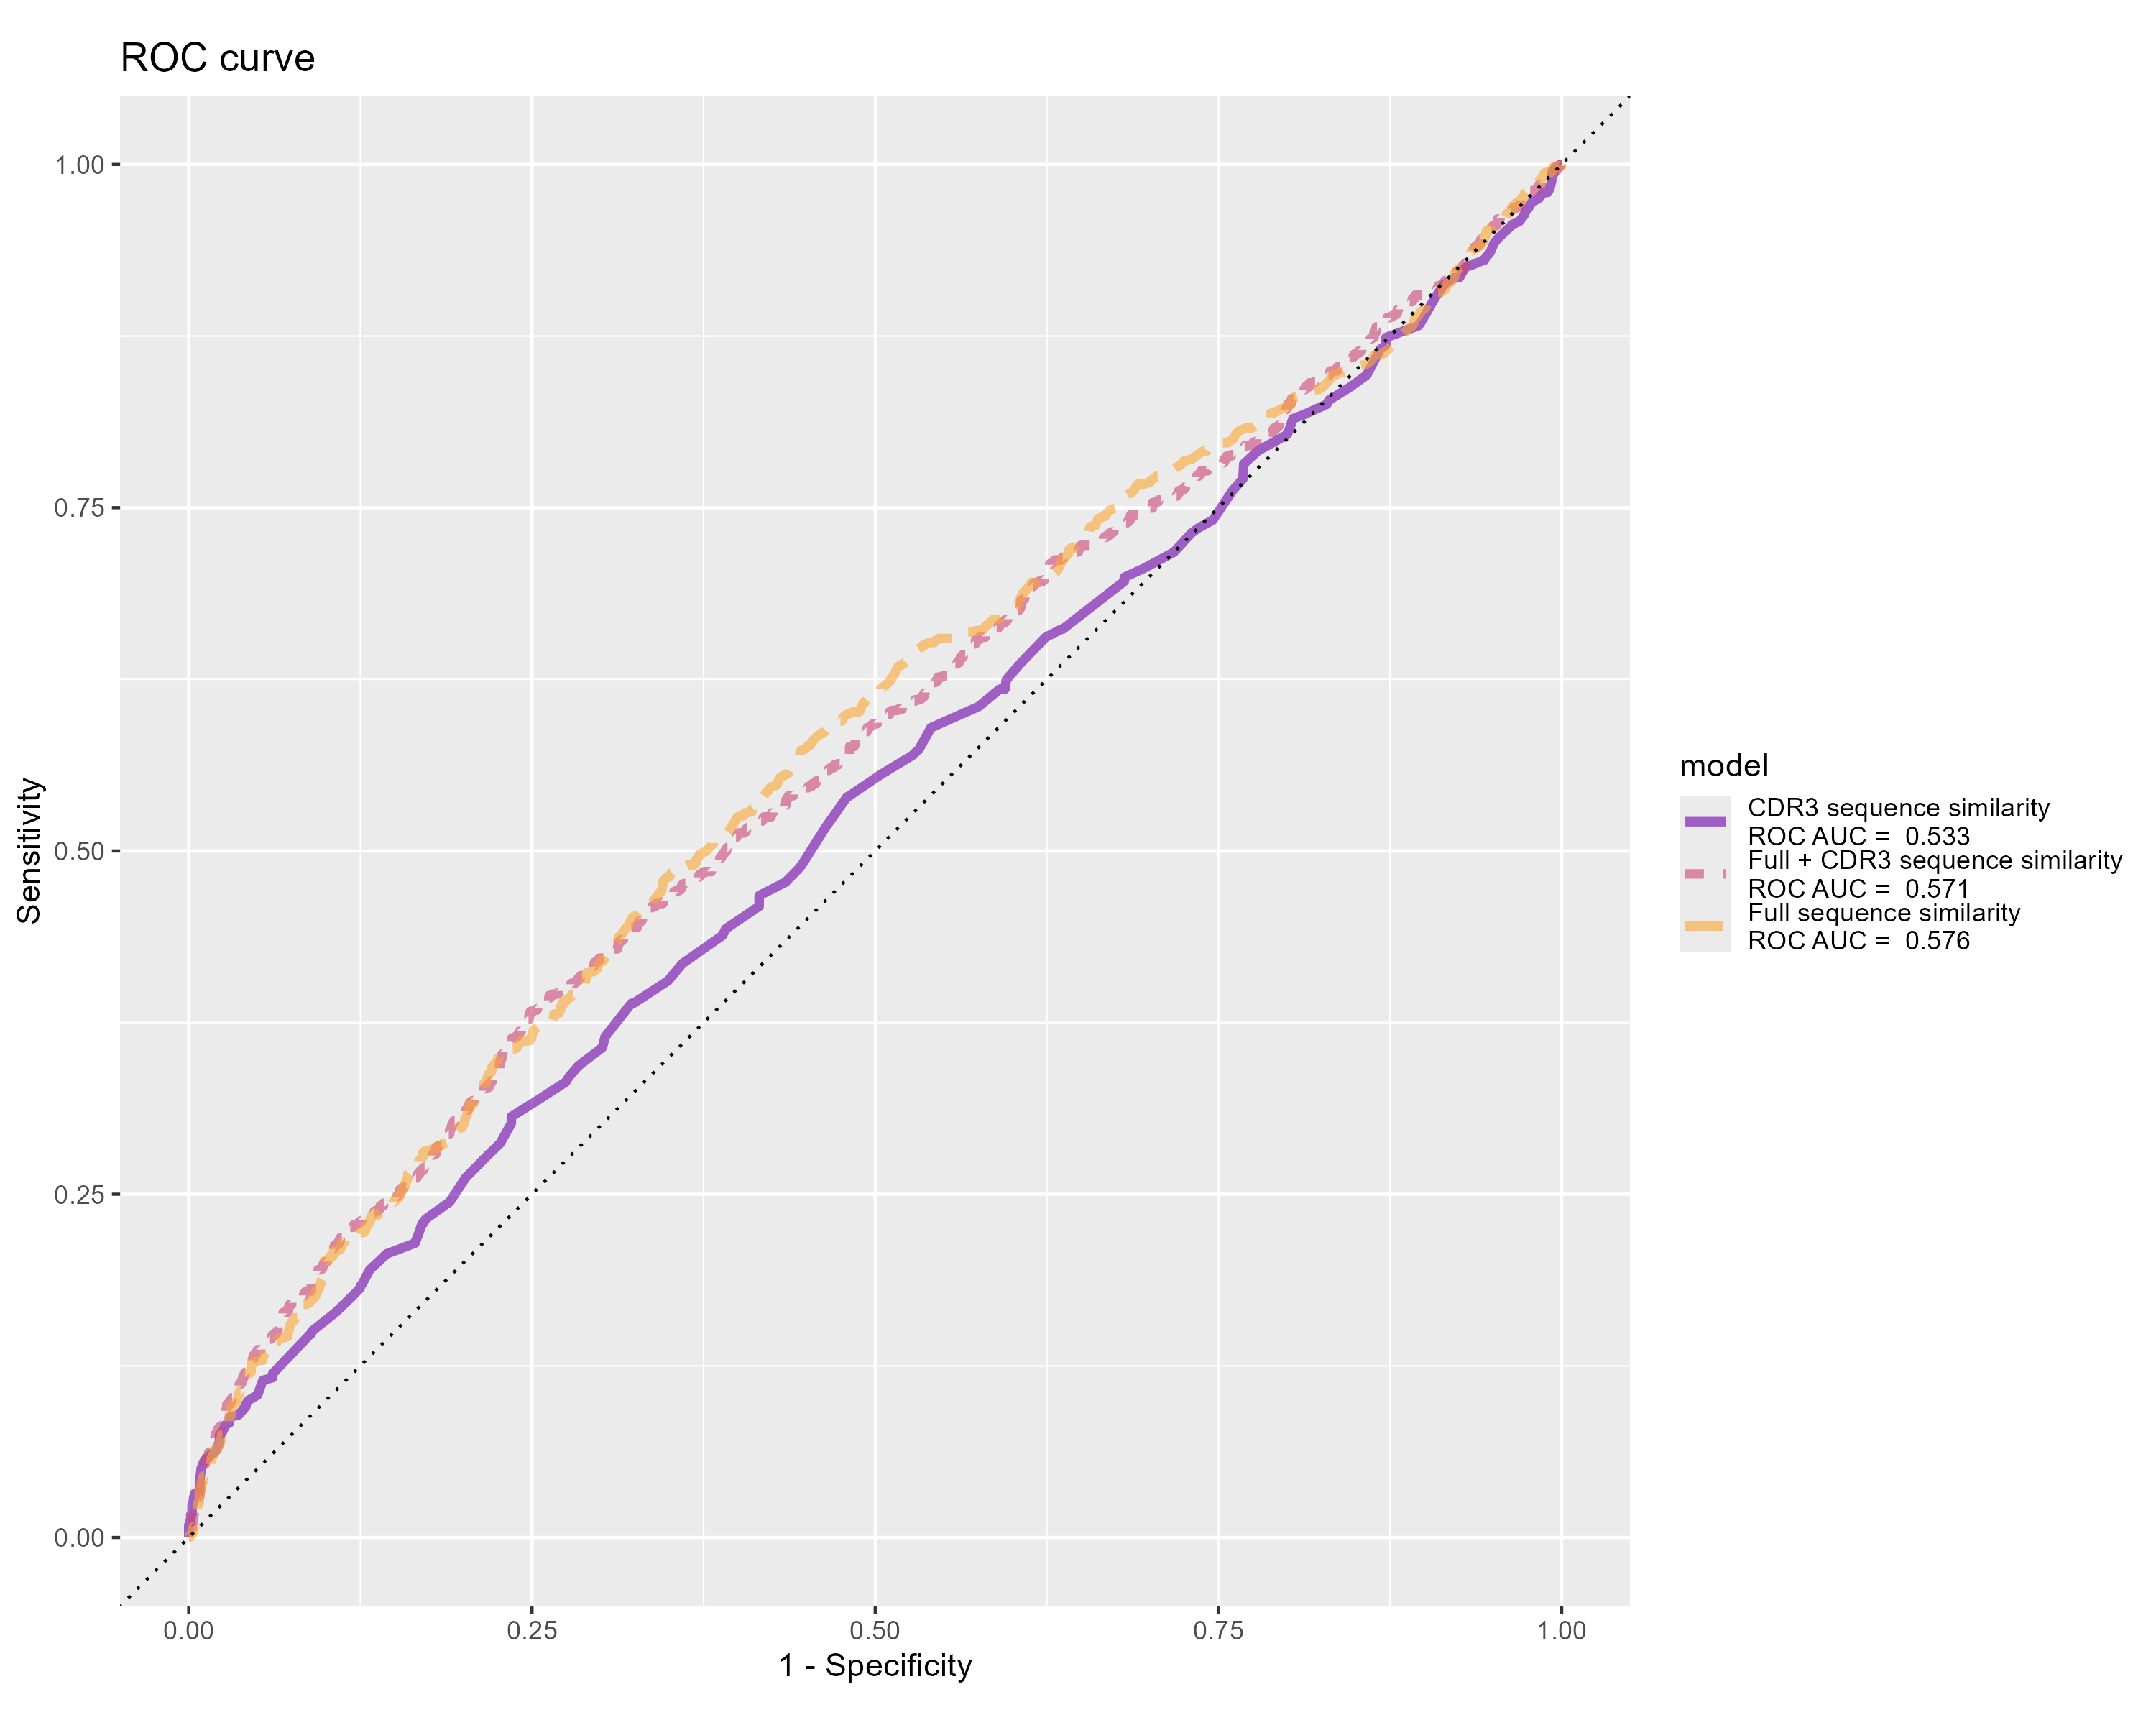 ROC curve
1.00
0.75
0.50
0.25
0.00
Sensitivity
0.00 0.25 0.50 0.75 1.00
1 - Specificity
model
CDR3 sequence similarity
ROC AUC = 0.533
Full + CDR3 sequence similarity
ROC AUC = 0.571
Full sequence similarity
ROC AUC = 0.576